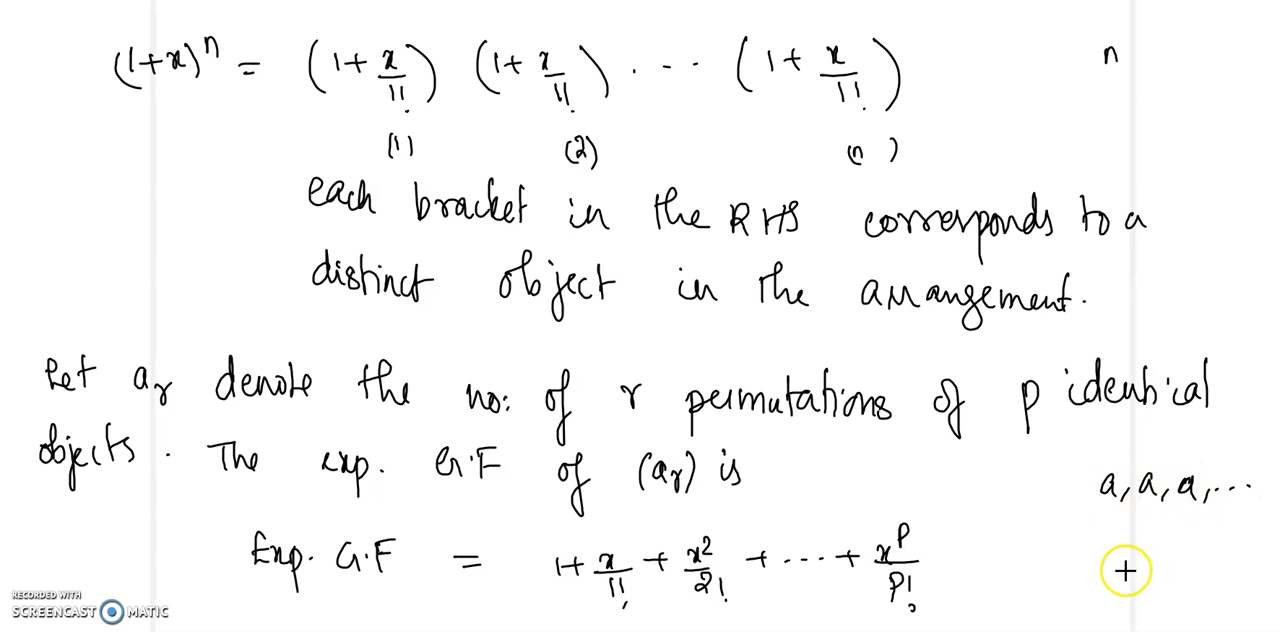 (1+x)^n = (1+ x/1!) (1+ x/1!) . - - (1+ x/1!) n
(1) (2) (n )
each bracket in the RHS corresponds to a
distinct object in the arrangement.
Let a_r denote the no: of r permutations of p identical
objects. The exp. G.F of (a_r) is
a, a, a, ...
Exp. G.F = 1+ x/1! + x^2/2! + ... + x^p/p!
RECORDED WITH
SCREENCAST MATIC